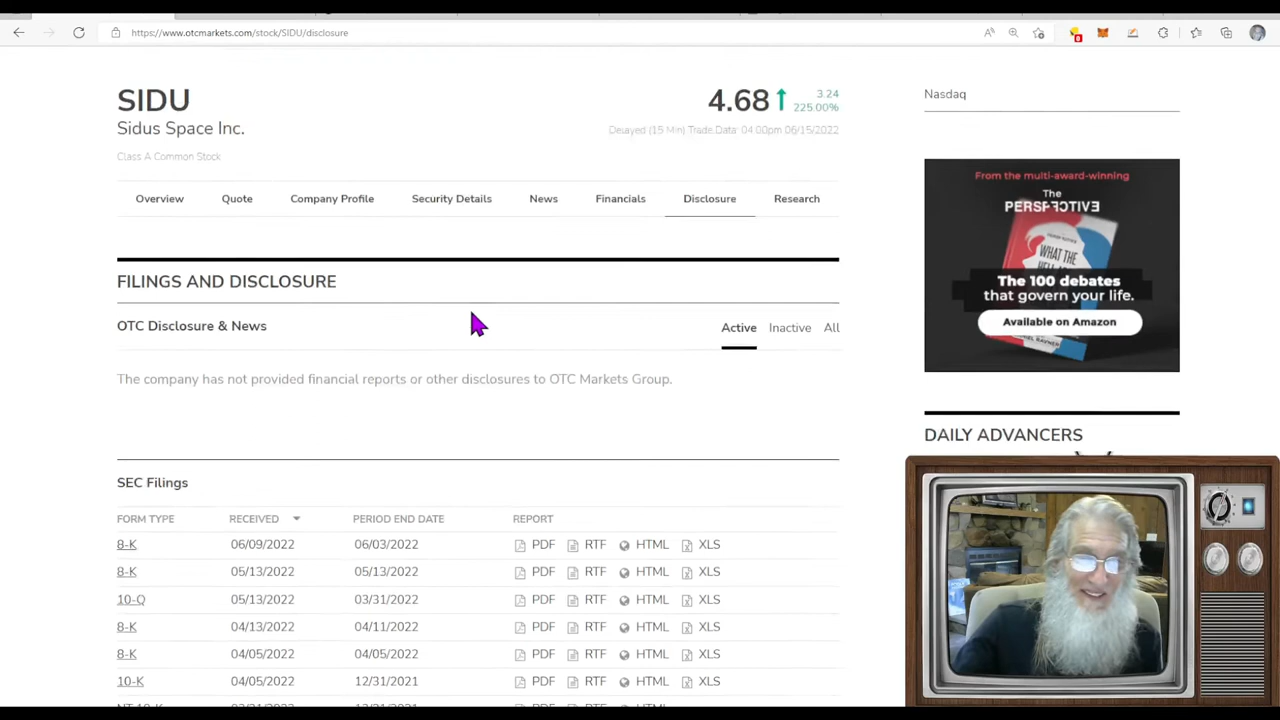 https://www.otcmarkets.com/stock/SIDU/disclosure
SIDU
4.68
3.24
225.00%
Sidus Space Inc.
Delayed (15 Min) Trade Data: 04:00pm 06/15/2022
Class A Common Stock
Nasdaq
Overview Quote Company Profile Security Details News Financials Disclosure Research
From the multi-award-winning
The
PERSPECTIVE
WHAT THE
The 100 debates
that govern your life.
Available on Amazon
FILINGS AND DISCLOSURE
OTC Disclosure & News
Active Inactive All
The company has not provided financial reports or other disclosures to OTC Markets Group.
DAILY ADVANCERS
SEC Filings
FORM TYPE RECEIVED PERIOD END DATE REPORT
8-K 06/09/2022 06/03/2022 PDF RTF HTML XLS
8-K 05/13/2022 05/13/2022 PDF RTF HTML XLS
10-Q 05/13/2022 03/31/2022 PDF RTF HTML XLS
8-K 04/13/2022 04/11/2022 PDF RTF HTML XLS
8-K 04/05/2022 04/05/2022 PDF RTF HTML XLS
10-K 04/05/2022 12/31/2021 PDF RTF HTML XLS